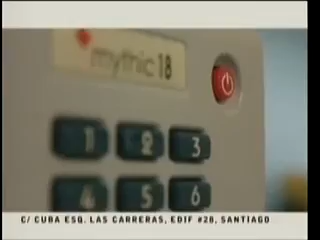 mythic 18
1 2 3
4 5 6
C/ CUBA ESQ. LAS CARRERAS, EDIF #28, SANTIAGO